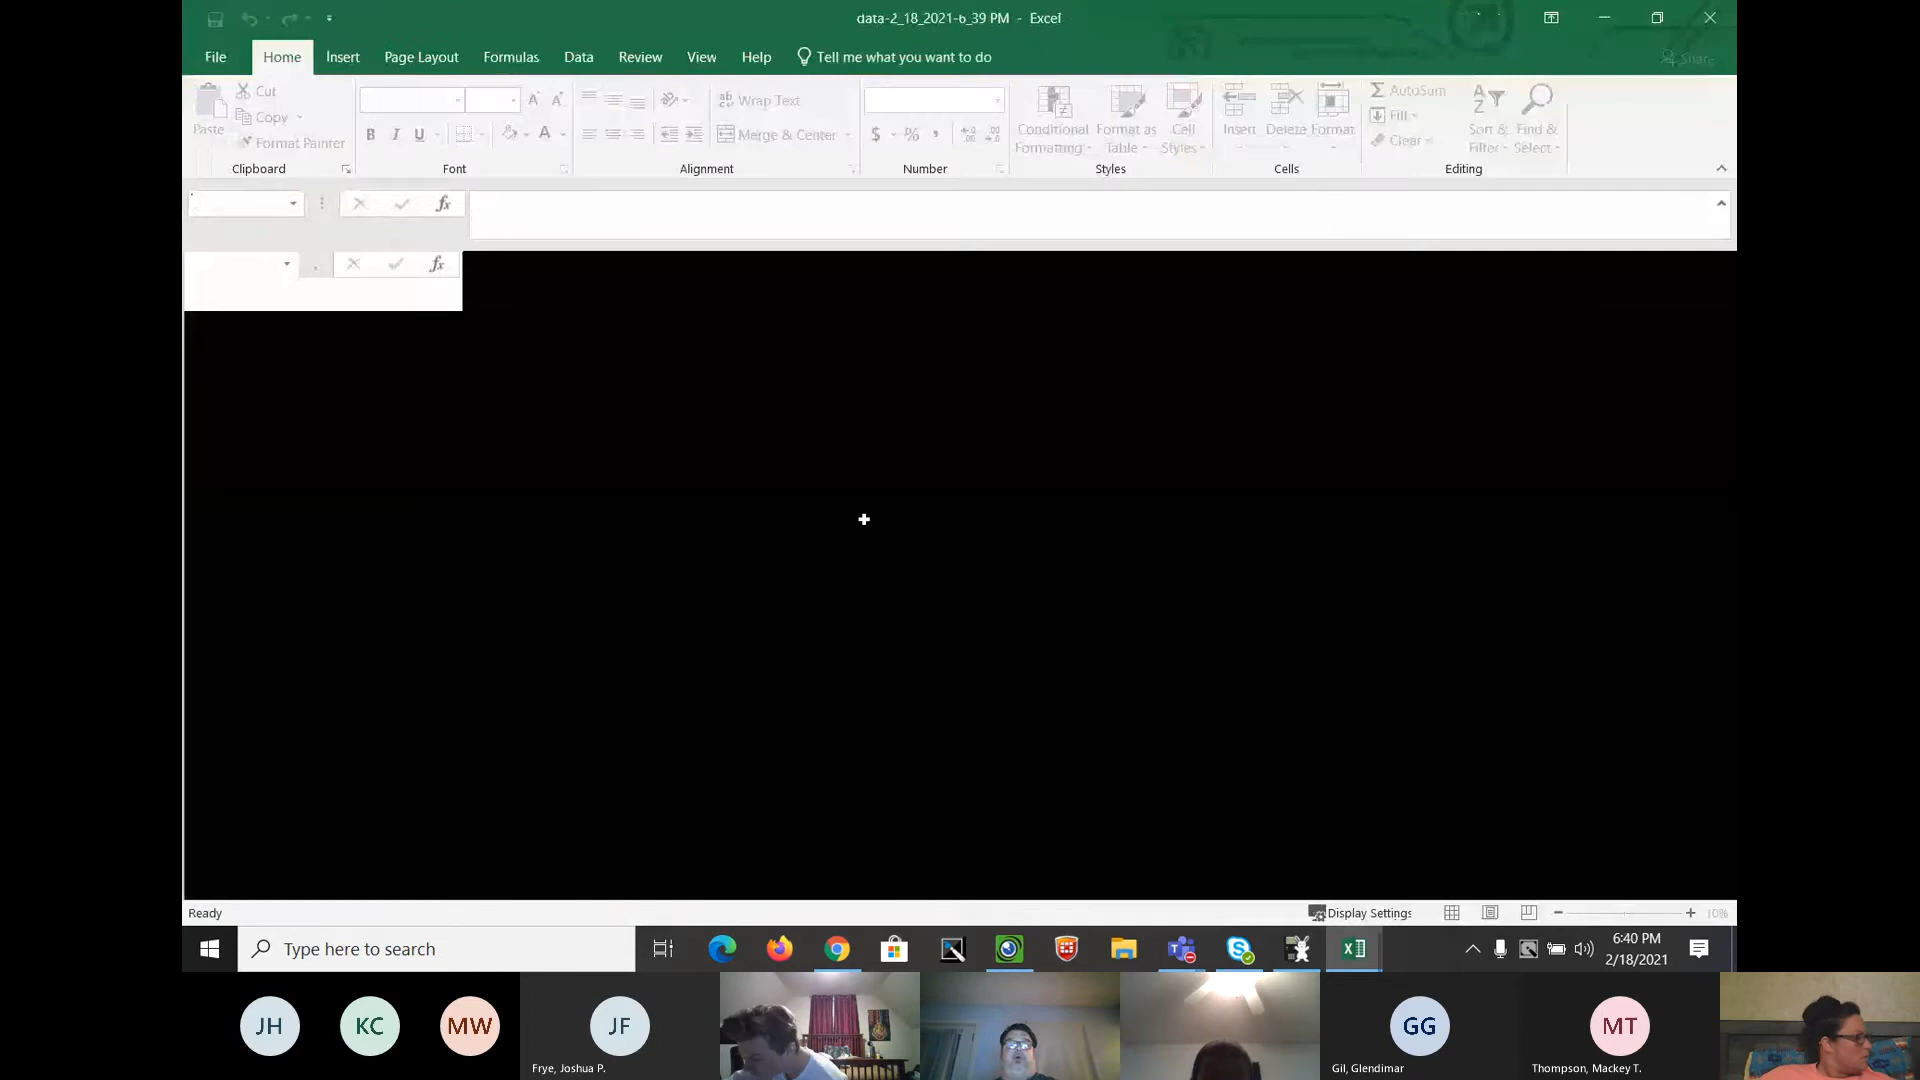 data-2_18_2021-6_39 PM - Excel
File Home Insert Page Layout Formulas Data Review View Help Tell me what you want to do Share
Paste
Cut
Copy
Format Painter
Clipboard
B I U A
Font
Wrap Text
Merge & Center
Alignment
$ % ,
Number
Conditional Formatting
Format as Table
Cell Styles
Styles
Insert Delete Format
Cells
AutoSum
Fill
Clear
Sort & Filter
Find & Select
Editing
fx
fx
Ready
Display Settings
10%
Type here to search
6:40 PM
2/18/2021
JH
KC
MW
JF
Frye, Joshua P.
GG
Gil, Glendimar
MT
Thompson, Mackey T.